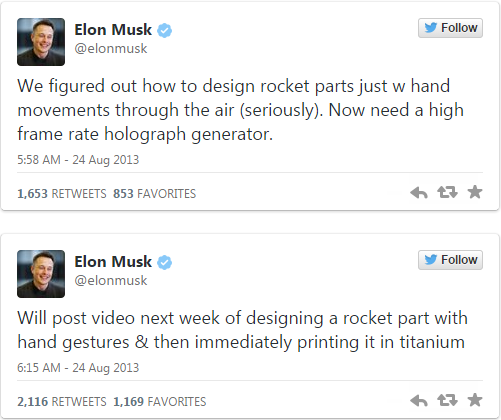 Elon Musk
Follow
@elonmusk
We figured out how to design rocket parts just w hand
movements through the air (seriously). Now need a high
frame rate holograph generator.
5:58 AM - 24 Aug 2013
1,653 RETWEETS 853 FAVORITES
Elon Musk
Follow
@elonmusk
Will post video next week of designing a rocket part with
hand gestures & then immediately printing it in titanium
6:15 AM - 24 Aug 2013
2,116 RETWEETS 1,169 FAVORITES